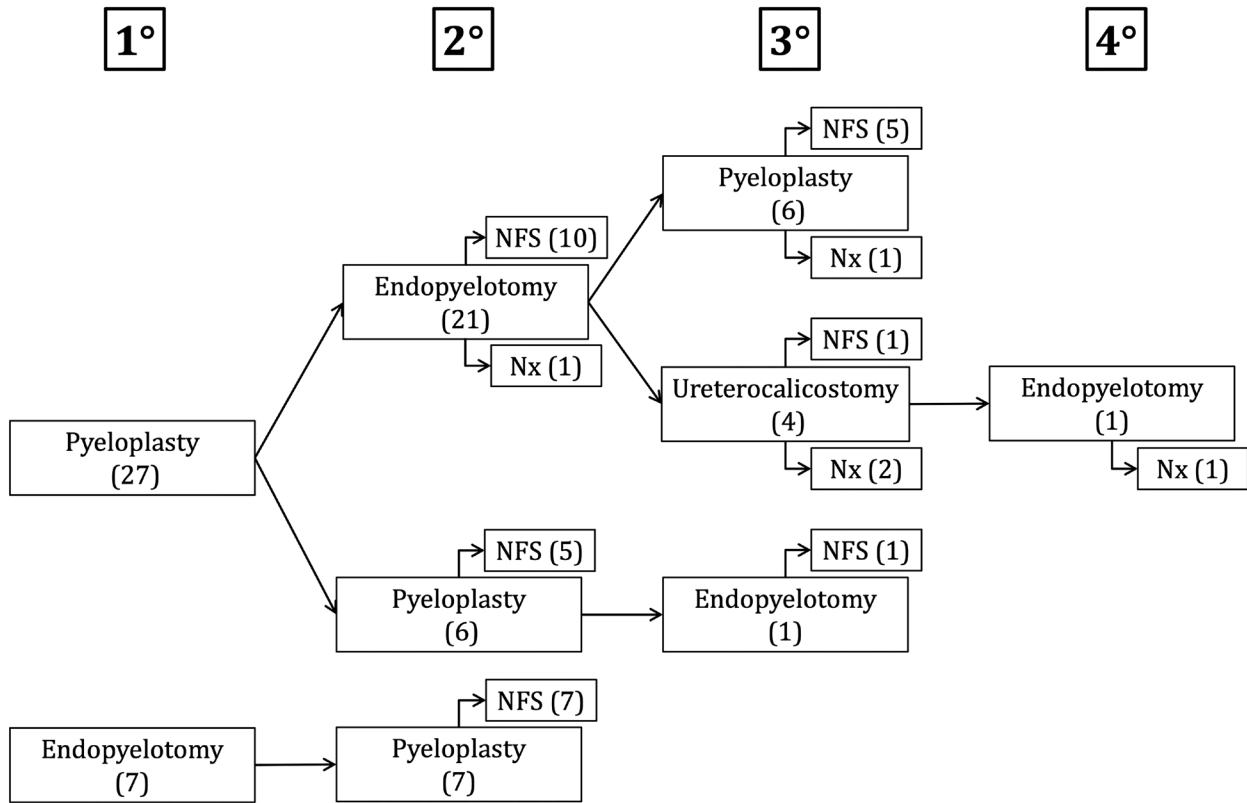 1°
2°
3°
4°
NFS (5)
Pyeloplasty
(6)
Nx (1)
NFS (10)
Endopyelotomy
(21)
Nx (1)
NFS (1)
Ureterocalicostomy
(4)
Nx (2)
Endopyelotomy
(1)
Nx (1)
Pyeloplasty
(27)
NFS (5)
Pyeloplasty
(6)
NFS (1)
Endopyelotomy
(1)
Endopyelotomy
(7)
NFS (7)
Pyeloplasty
(7)